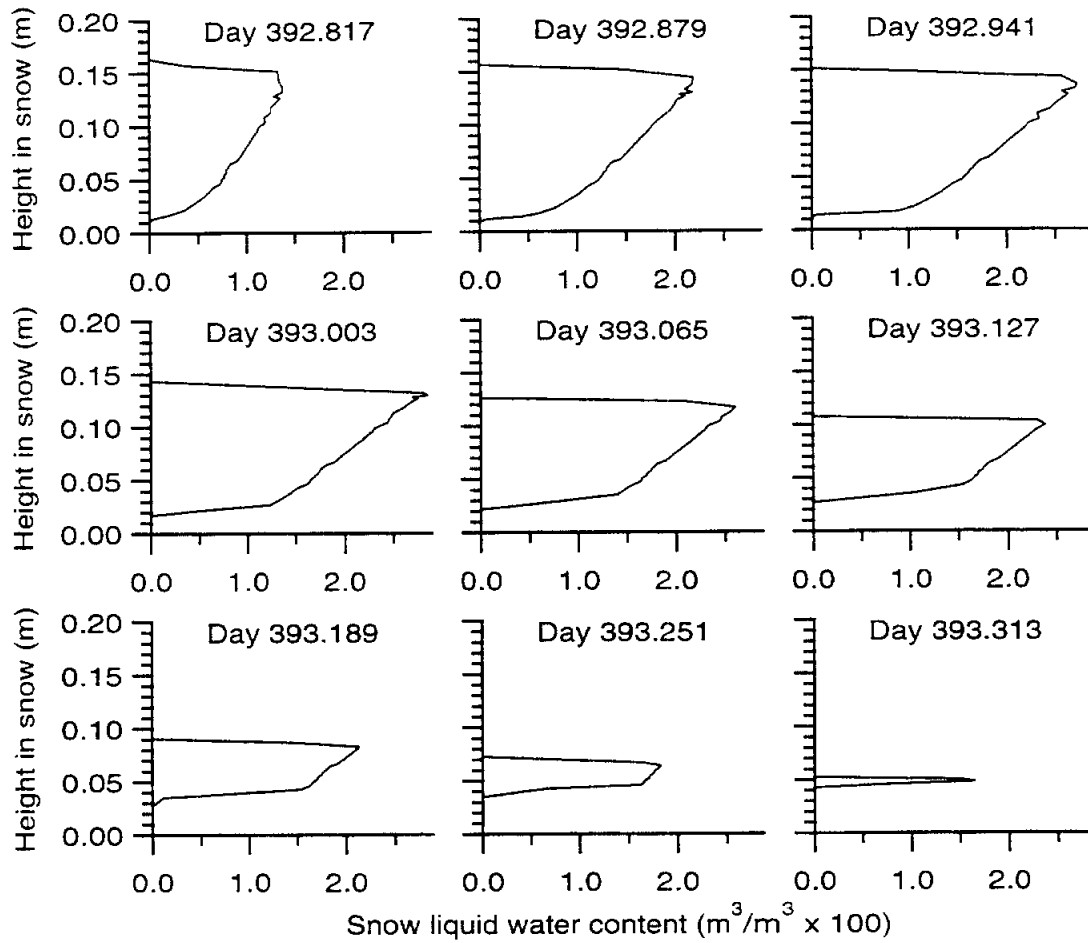 Height in snow (m)
0.20
0.15
0.10
0.05
0.00
Day 392.817
0.0 1.0 2.0
Day 392.879
0.0 1.0 2.0
Day 392.941
0.0 1.0 2.0
Height in snow (m)
0.20
0.15
0.10
0.05
0.00
Day 393.003
0.0 1.0 2.0
Day 393.065
0.0 1.0 2.0
Day 393.127
0.0 1.0 2.0
Height in snow (m)
0.20
0.15
0.10
0.05
0.00
Day 393.189
0.0 1.0 2.0
Day 393.251
0.0 1.0 2.0
Day 393.313
0.0 1.0 2.0
Snow liquid water content (m³/m³ x 100)